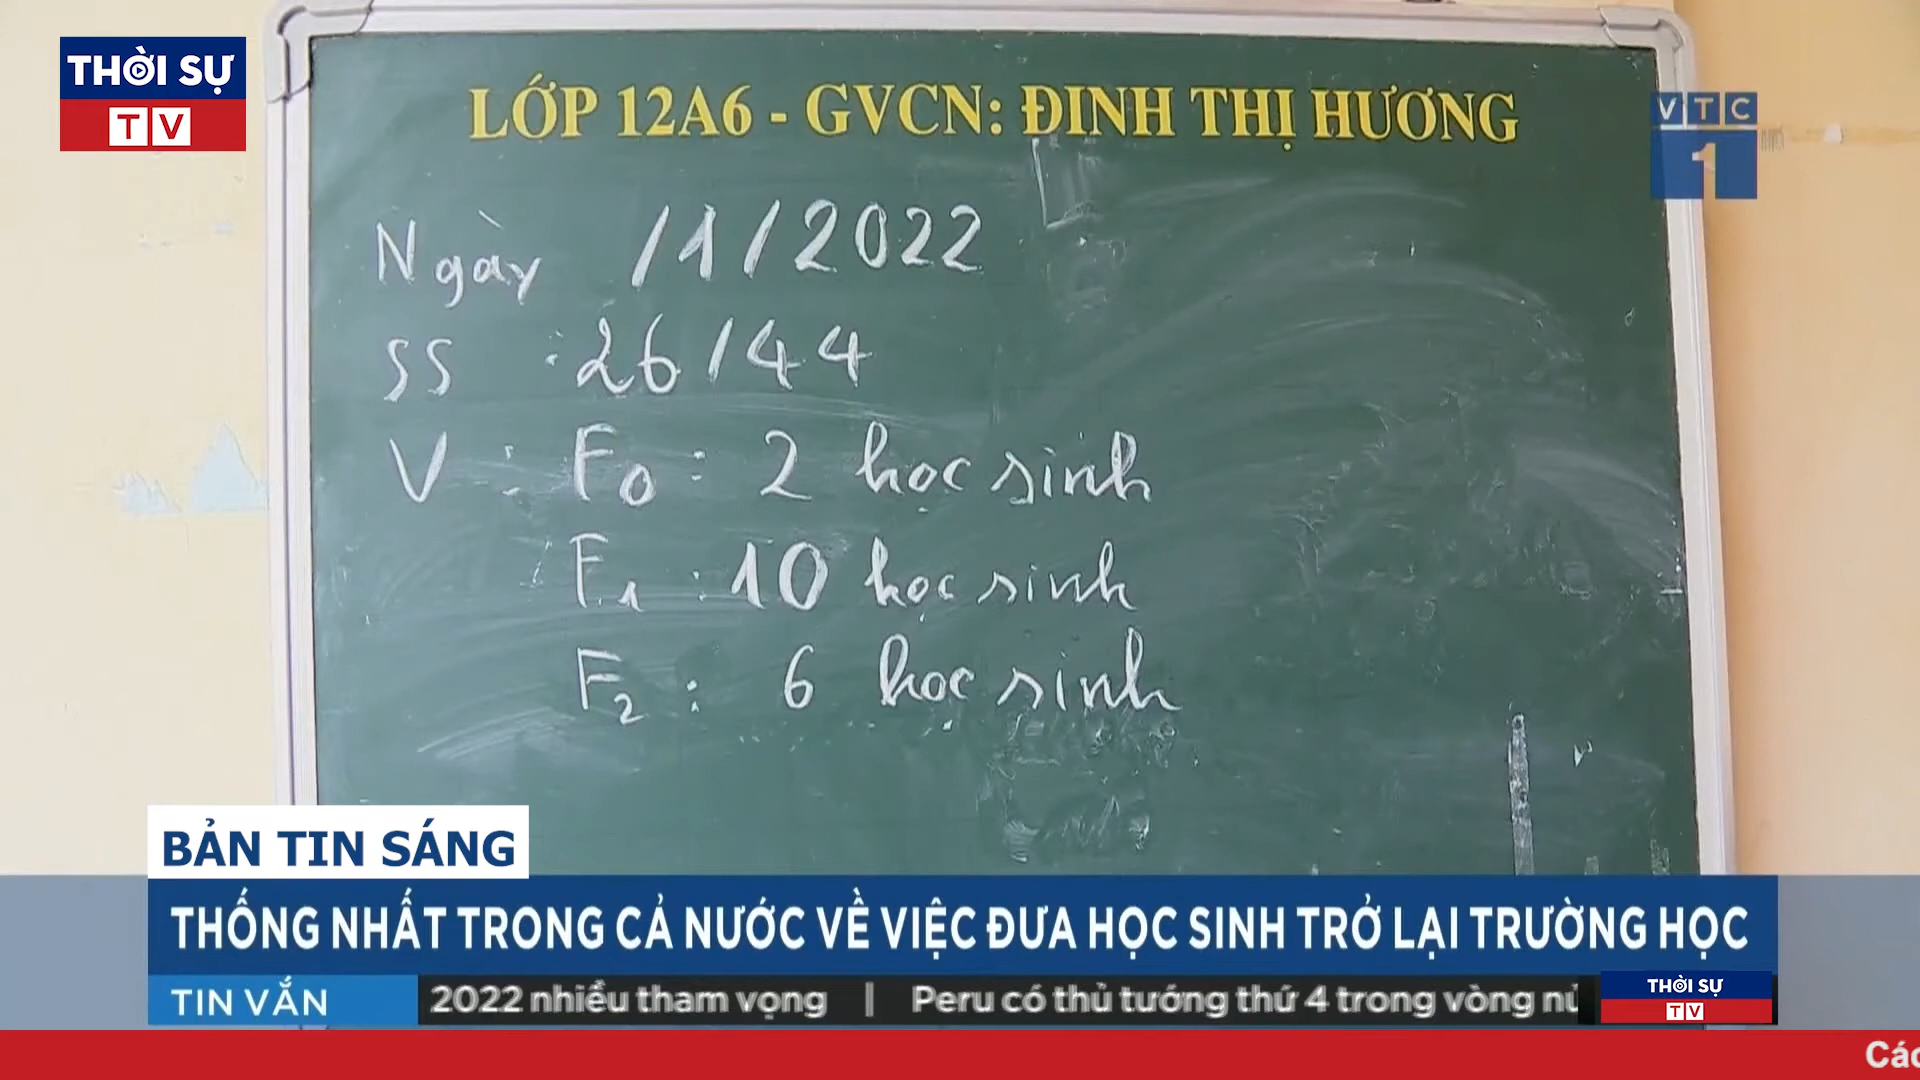 THỜI SỰ
TV
LỚP 12A6 - GVCN: ĐINH THỊ HƯƠNG
VTC
1
Ngày /1/2022
SS : 26/44
V : F0 : 2 học sinh
F1 : 10 học sinh
F2 : 6 học sinh
BẢN TIN SÁNG
THỐNG NHẤT TRONG CẢ NƯỚC VỀ VIỆC ĐƯA HỌC SINH TRỞ LẠI TRƯỜNG HỌC
TIN VẮN
2022 nhiều tham vọng | Peru có thủ tướng thứ 4 trong vòng
THỜI SỰ
TV